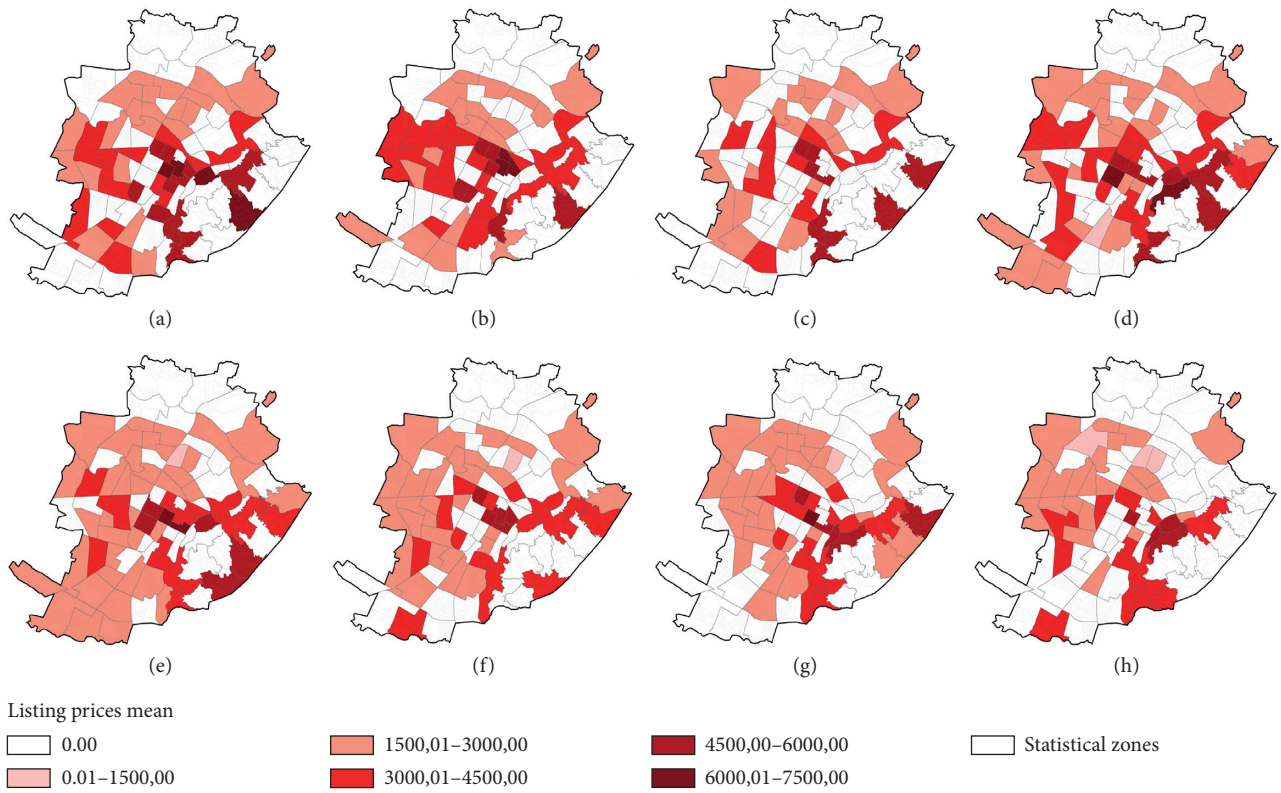 (a)
(b)
(c)
(d)
(e)
(f)
(g)
(h)
Listing prices mean
0.00
1500,01–3000,00
4500,00–6000,00
Statistical zones
0.01–1500,00
3000,01–4500,00
6000,01–7500,00